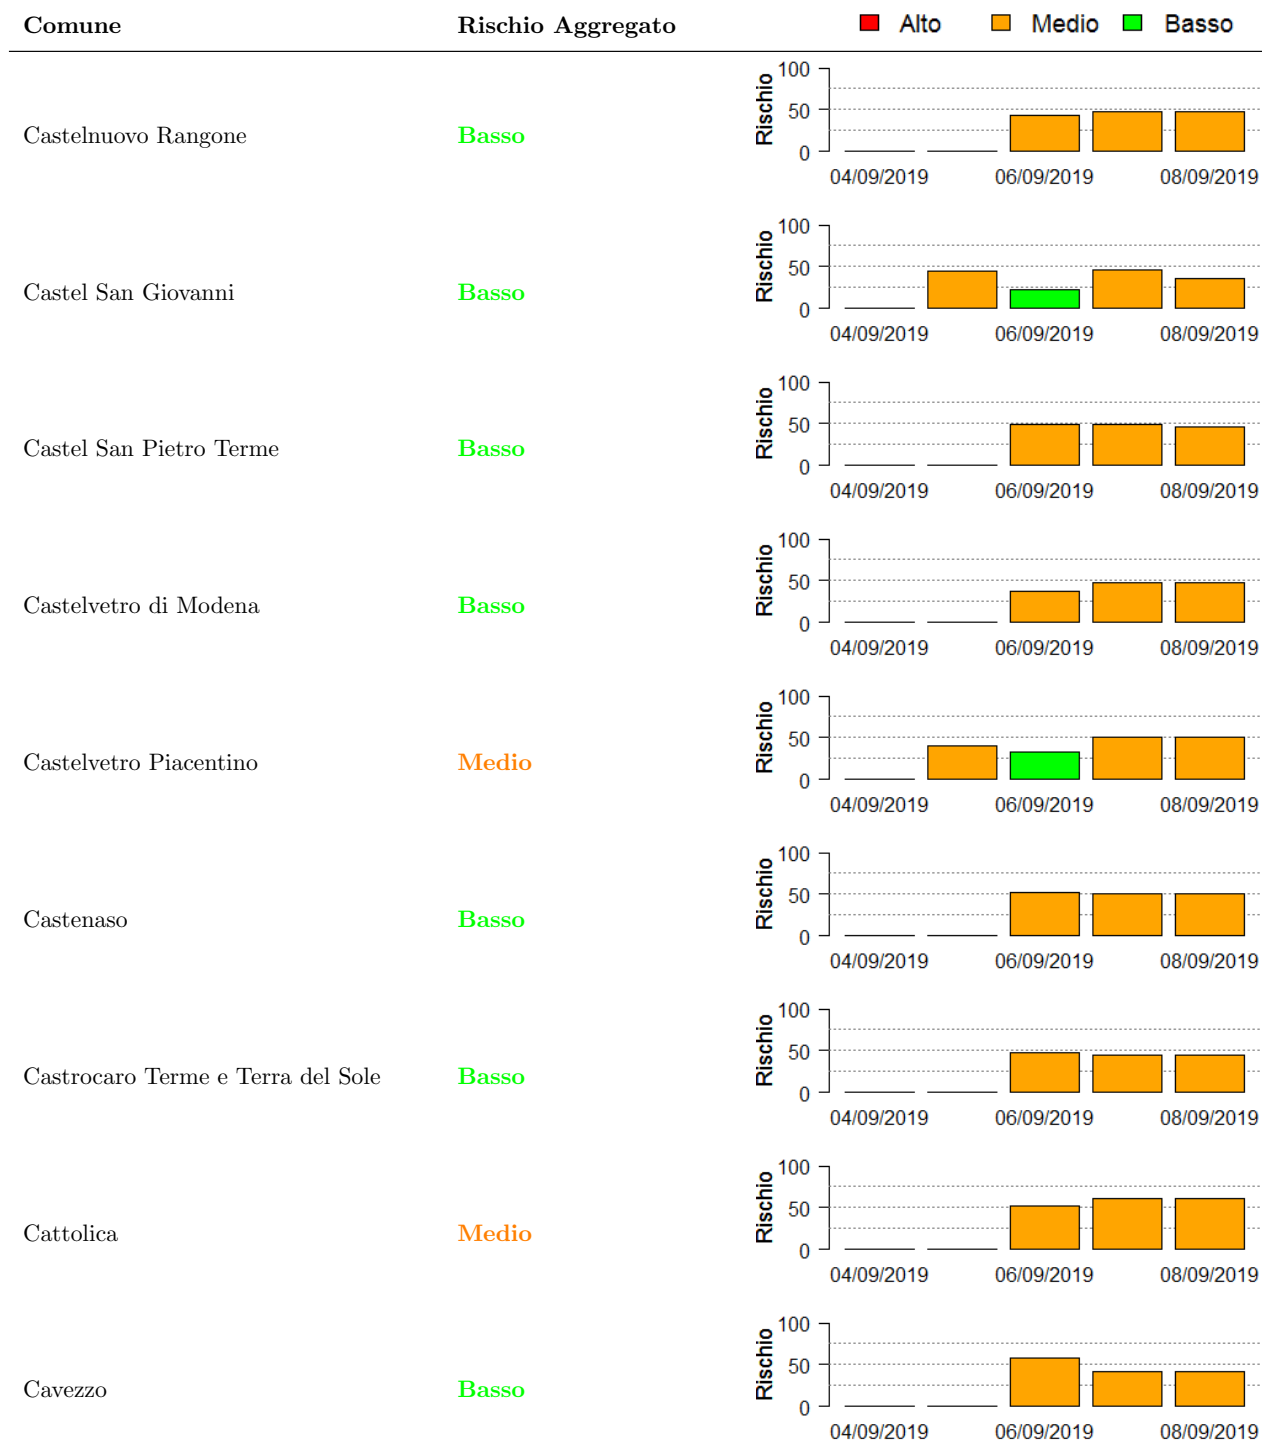 Comune Rischio Aggregato Alto Medio Basso
100
50
0
Rischio
Castelnuovo Rangone Basso
04/09/2019 06/09/2019 08/09/2019
100
50
0
Rischio
Castel San Giovanni Basso
04/09/2019 06/09/2019 08/09/2019
100
50
0
Rischio
Castel San Pietro Terme Basso
04/09/2019 06/09/2019 08/09/2019
100
50
0
Rischio
Castelvetro di Modena Basso
04/09/2019 06/09/2019 08/09/2019
100
50
0
Rischio
Castelvetro Piacentino Medio
04/09/2019 06/09/2019 08/09/2019
100
50
0
Rischio
Castenaso Basso
04/09/2019 06/09/2019 08/09/2019
100
50
0
Rischio
Castrocaro Terme e Terra del Sole Basso
04/09/2019 06/09/2019 08/09/2019
100
50
0
Rischio
Cattolica Medio
04/09/2019 06/09/2019 08/09/2019
100
50
0
Rischio
Cavezzo Basso
04/09/2019 06/09/2019 08/09/2019